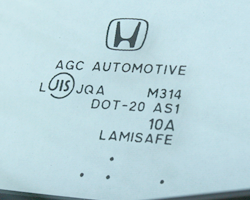 AGC AUTOMOTIVE
L JIS JQA M314
DOT-20 AS1
10A
LAMISAFE